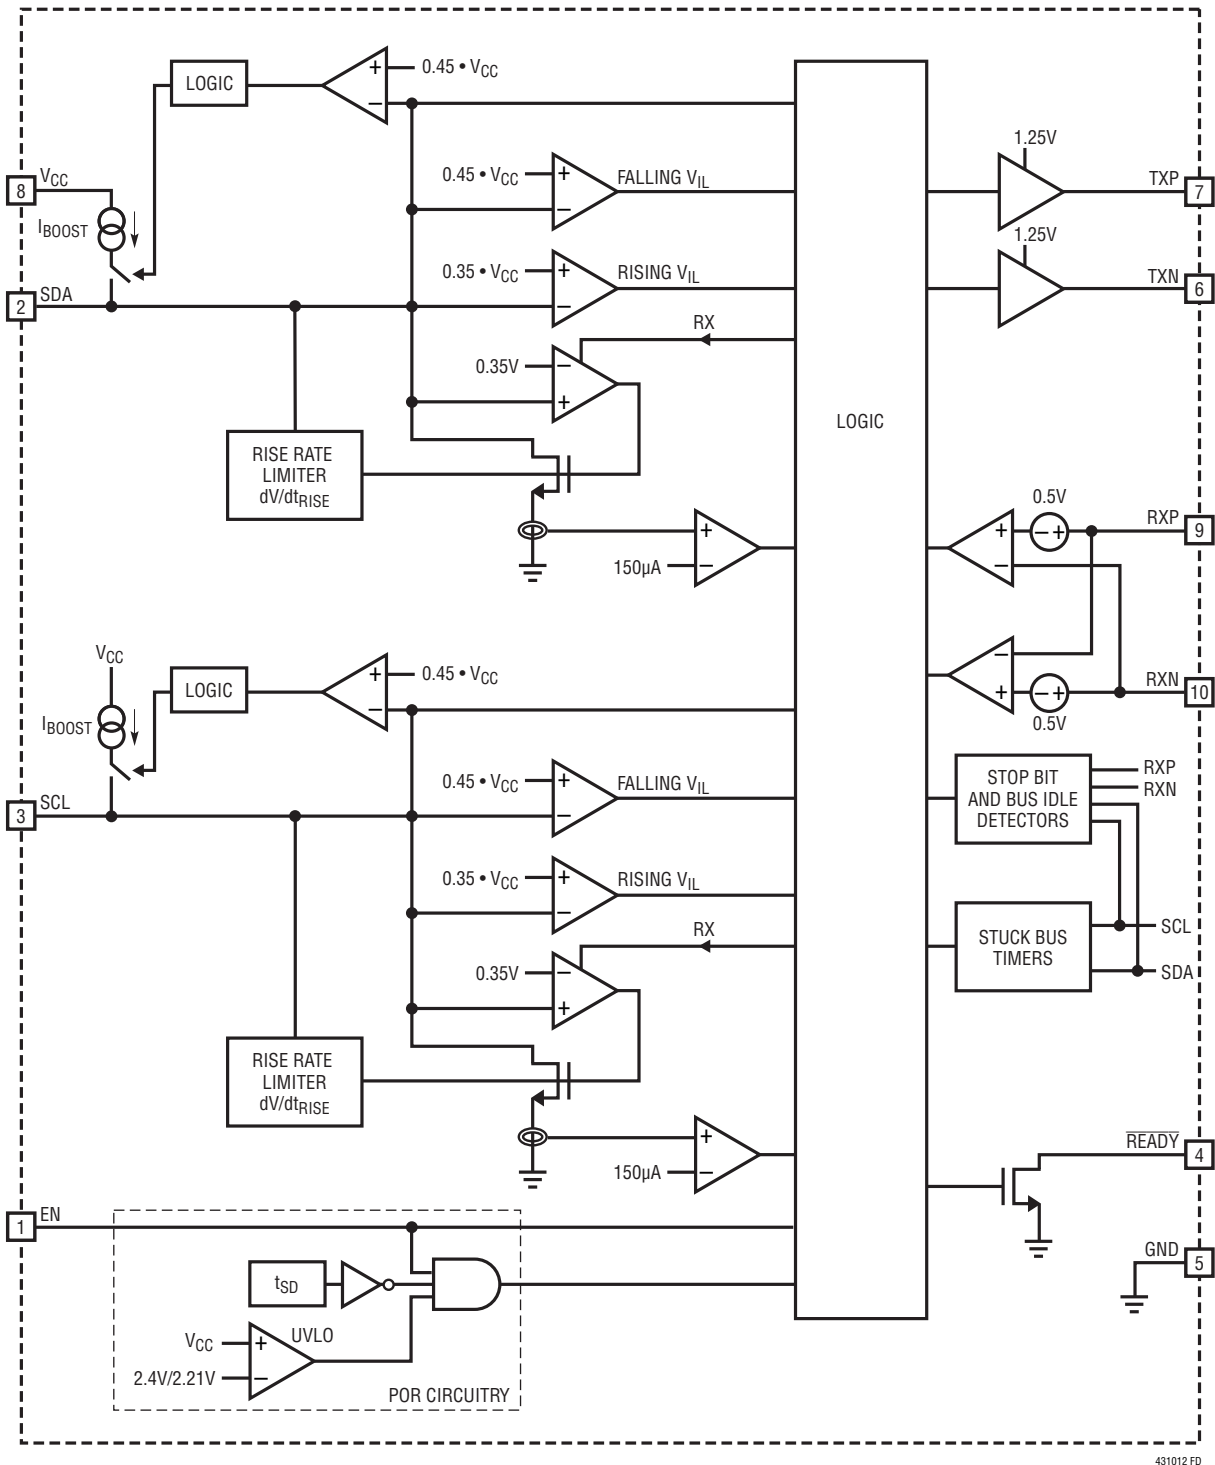 LOGIC
+
0.45 • VCC
−
8
VCC
IBOOST
2
SDA
0.45 • VCC
+
−
FALLING VIL
0.35 • VCC
+
−
RISING VIL
RX
0.35V
−
+
RISE RATE
LIMITER
dV/dtRISE
+
150µA
−
LOGIC
1.25V
TXP
7
1.25V
TXN
6
0.5V
RXP
9
+
− +
−
−
+
− +
0.5V
RXN
10
VCC
LOGIC
+
0.45 • VCC
−
IBOOST
3
SCL
0.45 • VCC
+
−
FALLING VIL
0.35 • VCC
+
−
RISING VIL
RX
0.35V
−
+
RISE RATE
LIMITER
dV/dtRISE
+
150µA
−
STOP BIT
AND BUS IDLE
DETECTORS
RXP
RXN
STUCK BUS
TIMERS
SCL
SDA
READY
4
GND
5
1
EN
tSD
VCC
+
UVLO
2.4V/2.21V
−
POR CIRCUITRY
431012 FD